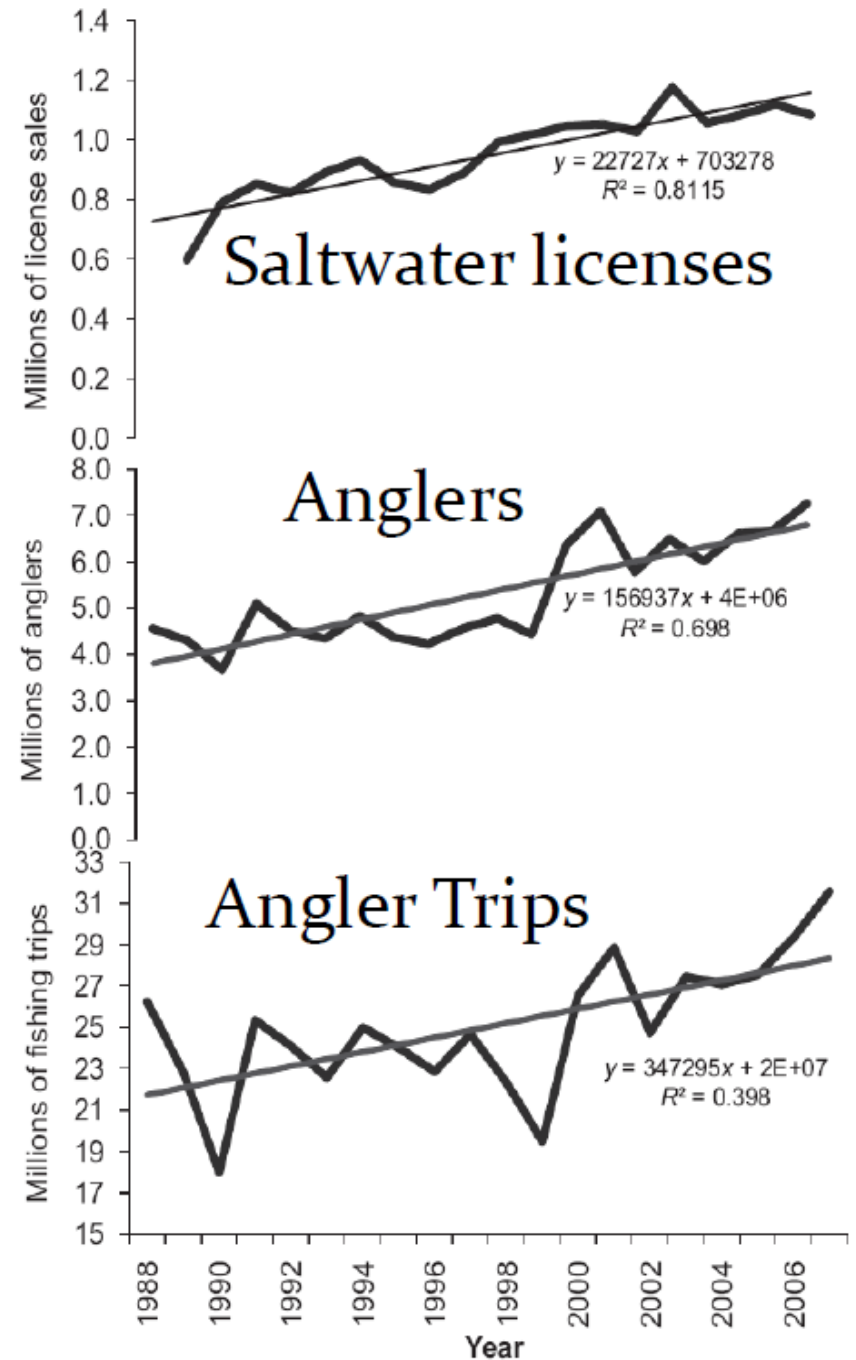 Millions of license sales
1.4
1.2
1.0
0.8
0.6
0.4
0.2
0.0
y = 22727x + 703278
R² = 0.8115
Saltwater licenses
Millions of anglers
8.0
7.0
6.0
5.0
4.0
3.0
2.0
1.0
0.0
Anglers
y = 156937x + 4E+06
R² = 0.698
Millions of fishing trips
33
31
29
27
25
23
21
19
17
15
Angler Trips
y = 347295x + 2E+07
R² = 0.398
1988 1990 1992 1994 1996 1998 2000 2002 2004 2006
Year